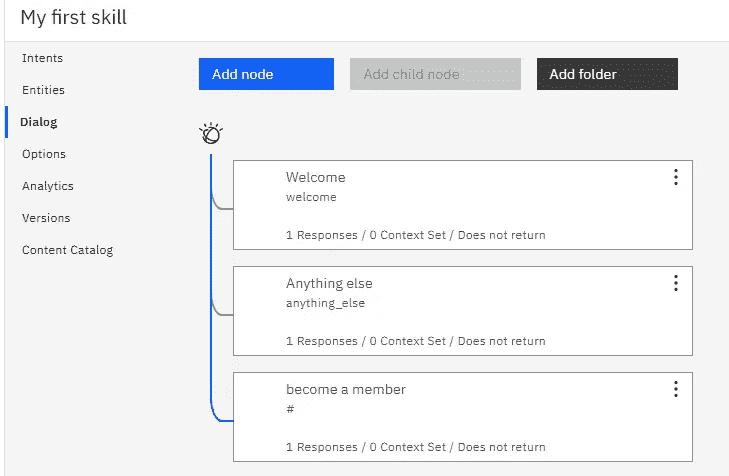 My first skill
Intents
Entities
Dialog
Options
Analytics
Versions
Content Catalog
Add node
Add child node
Add folder
Welcome
welcome
1 Responses / 0 Context Set / Does not return
Anything else
anything_else
1 Responses / 0 Context Set / Does not return
become a member
#
1 Responses / 0 Context Set / Does not return